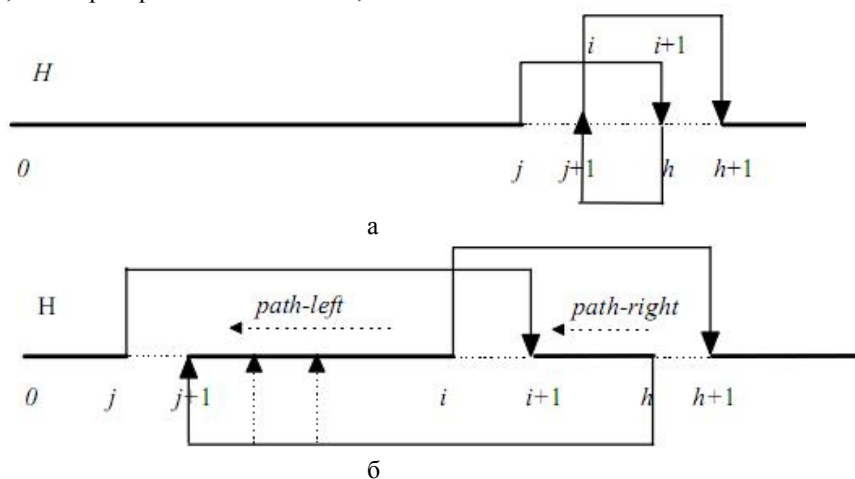 H
i i+1
0 j j+1 h h+1
а
H
path-left path-right
0 j j+1 i i+1 h h+1
б